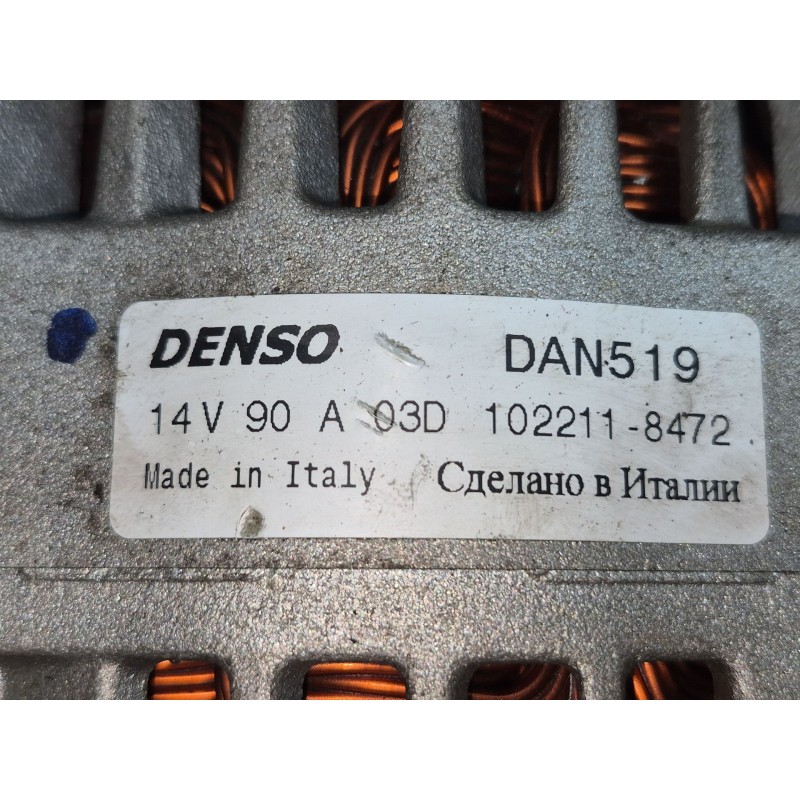 DENSO DAN519
14V 90 A 03D 102211-8472
Made in Italy Сделано в Италии